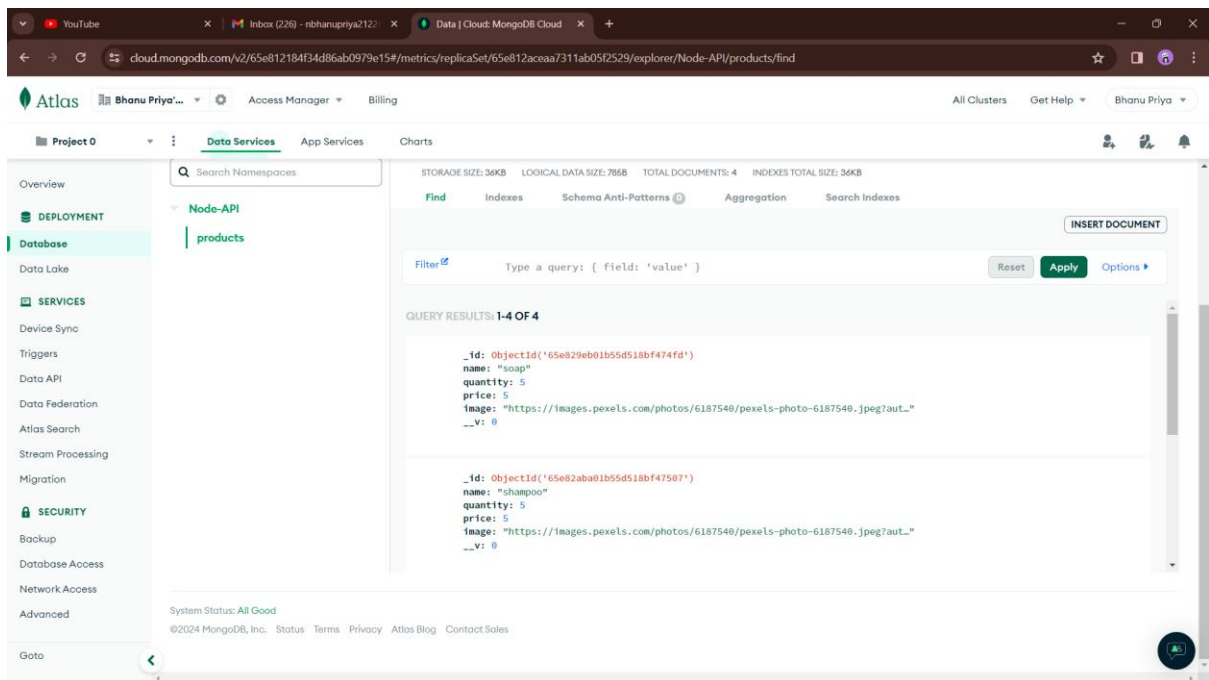 YouTube
Inbox (226) - nbhanupriya2122
Data | Cloud: MongoDB Cloud
cloud.mongodb.com/v2/65e812184f34d86ab0979e15#/metrics/replicaSet/65e812aceaa7311ab05f2529/explorer/Node-API/products/find
Atlas Bhanu Priya'... Access Manager Billing All Clusters Get Help Bhanu Priya
Project 0 Data Services App Services Charts
Overview
DEPLOYMENT
Database
Data Lake
SERVICES
Device Sync
Triggers
Data API
Data Federation
Atlas Search
Stream Processing
Migration
SECURITY
Backup
Database Access
Network Access
Advanced
Goto
Search Namespaces
Node-API
products
STORAGE SIZE: 36KB LOGICAL DATA SIZE: 785B TOTAL DOCUMENTS: 4 INDEXES TOTAL SIZE: 36KB
Find Indexes Schema Anti-Patterns 0 Aggregation Search Indexes
INSERT DOCUMENT
Filter Type a query: { field: 'value' } Reset Apply Options
QUERY RESULTS: 1-4 OF 4
_id: ObjectId('65e829eb01b55d518bf474fd')
name: "soap"
quantity: 5
price: 5
image: "https://images.pexels.com/photos/6187540/pexels-photo-6187540.jpeg?aut…"
__v: 0
_id: ObjectId('65e82aba01b55d518bf47507')
name: "shampoo"
quantity: 5
price: 5
image: "https://images.pexels.com/photos/6187540/pexels-photo-6187540.jpeg?aut…"
__v: 0
System Status: All Good
©2024 MongoDB, Inc. Status Terms Privacy Atlas Blog Contact Sales